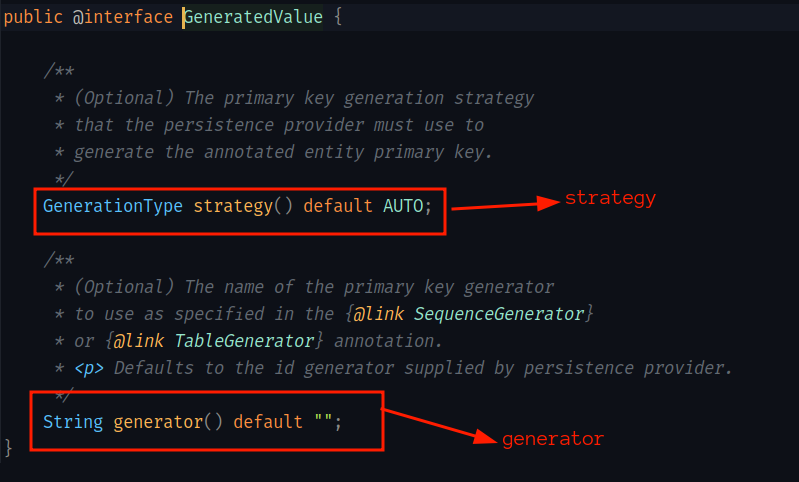 public @interface GeneratedValue {
/**
* (Optional) The primary key generation strategy
* that the persistence provider must use to
* generate the annotated entity primary key.
*/
GenerationType strategy() default AUTO;
strategy
/**
* (Optional) The name of the primary key generator
* to use as specified in the {@link SequenceGenerator}
* or {@link TableGenerator} annotation.
* <p> Defaults to the id generator supplied by persistence provider.
*/
String generator() default "";
generator
}